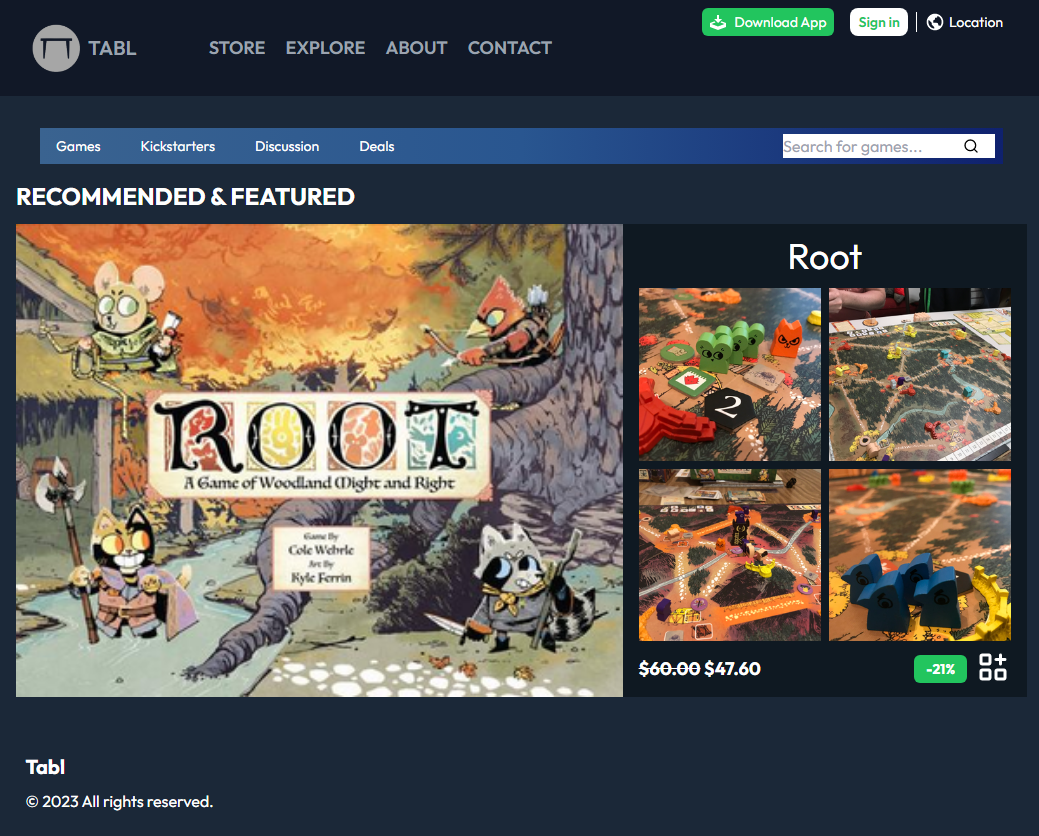 Download App
Sign in
Location
TABL
STORE EXPLORE ABOUT CONTACT
Games Kickstarters Discussion Deals
Search for games...
RECOMMENDED & FEATURED
Root
ROOT
A Game of Woodland Might and Right
Game By
Cole Wehrle
Art By
Kyle Ferrin
2
$60.00 $47.60
-21%
Tabl
© 2023 All rights reserved.